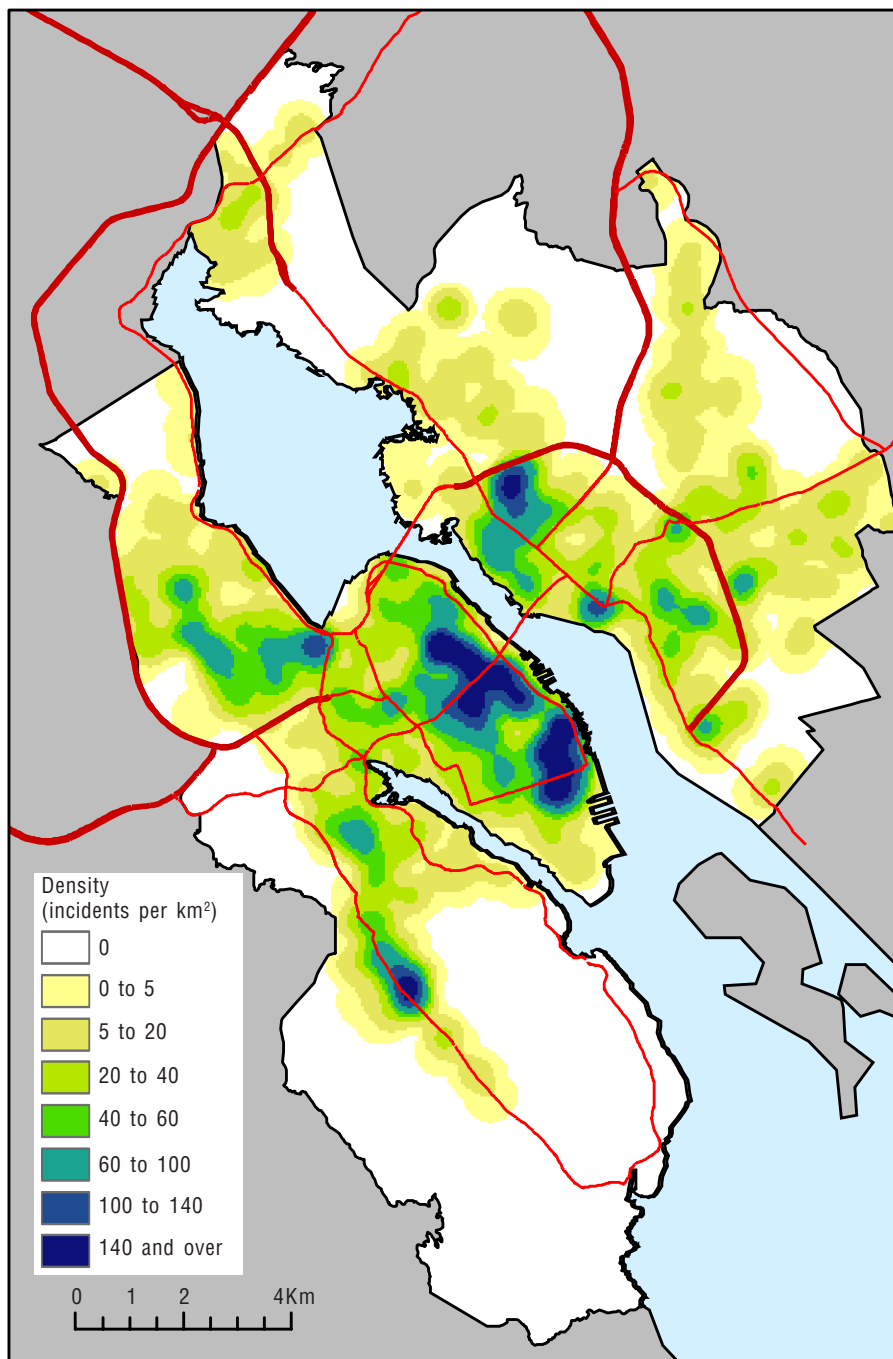 Density
(incidents per km²)
0
0 to 5
5 to 20
20 to 40
40 to 60
60 to 100
100 to 140
140 and over
0 1 2 4Km